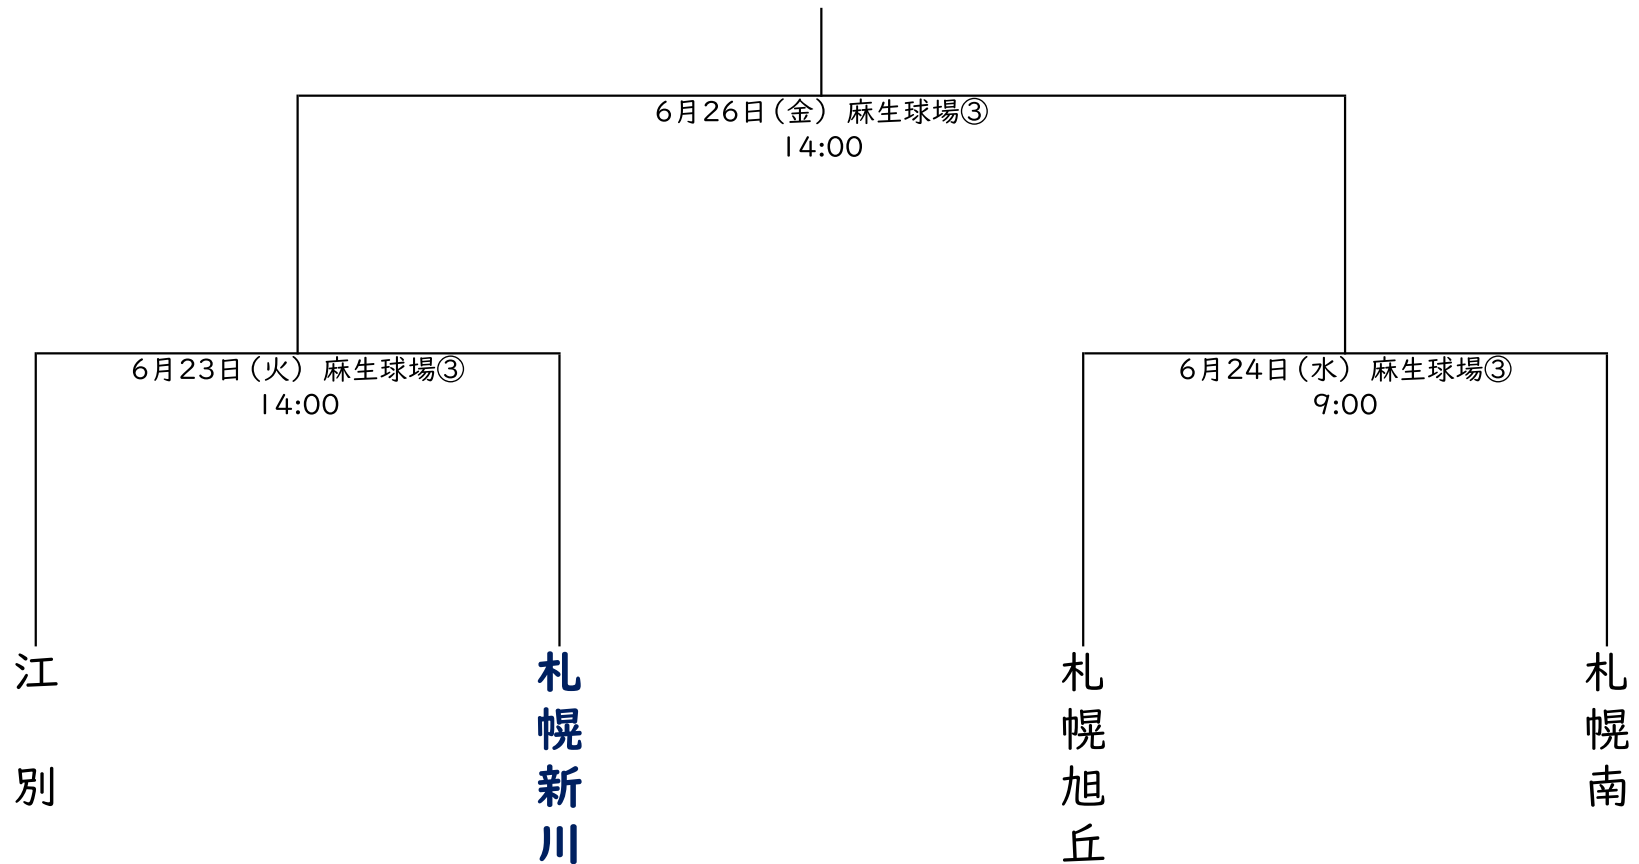 6月26日(金) 麻生球場③
14:00
6月23日(火) 麻生球場③
14:00
6月24日(水) 麻生球場③
9:00
江別
札幌新川
札幌旭丘
札幌南